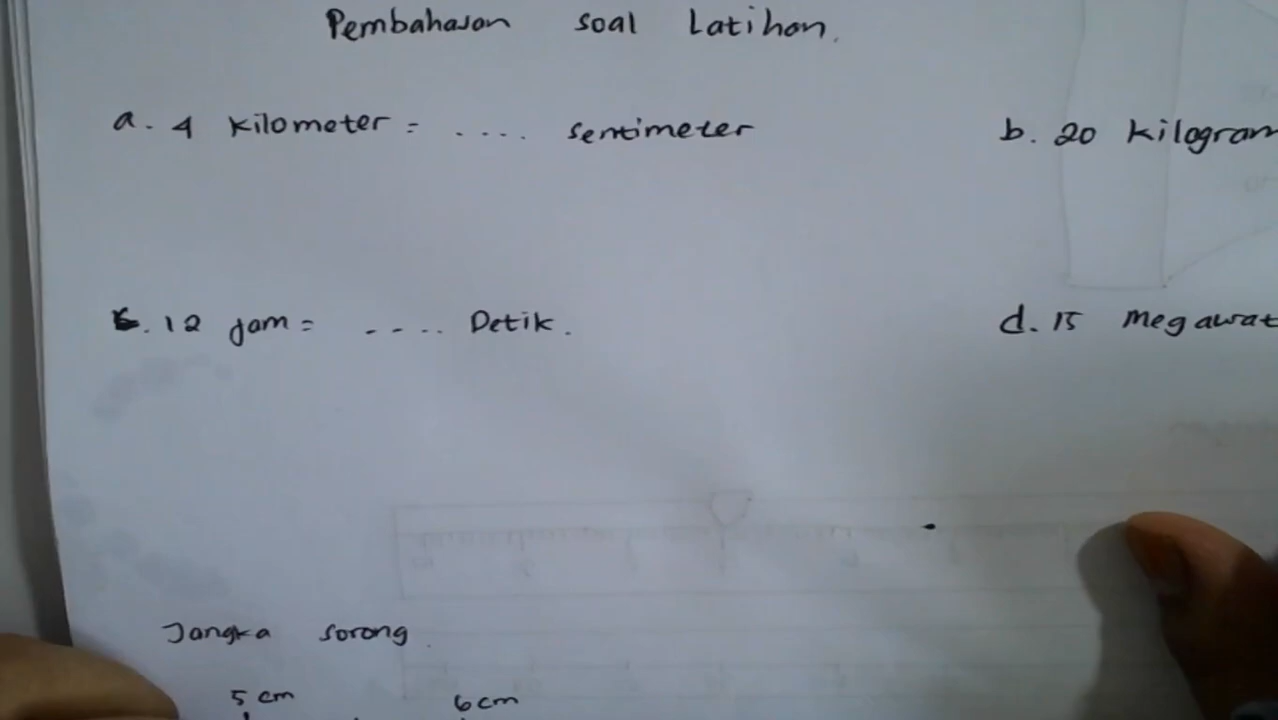 Pembahasan soal Latihan.
a. 4 kilometer = .... sentimeter
b. 20 kilogram
c. 12 jam = .... Detik.
d. 15 megawat
Jangka sorong.
5 cm 6 cm